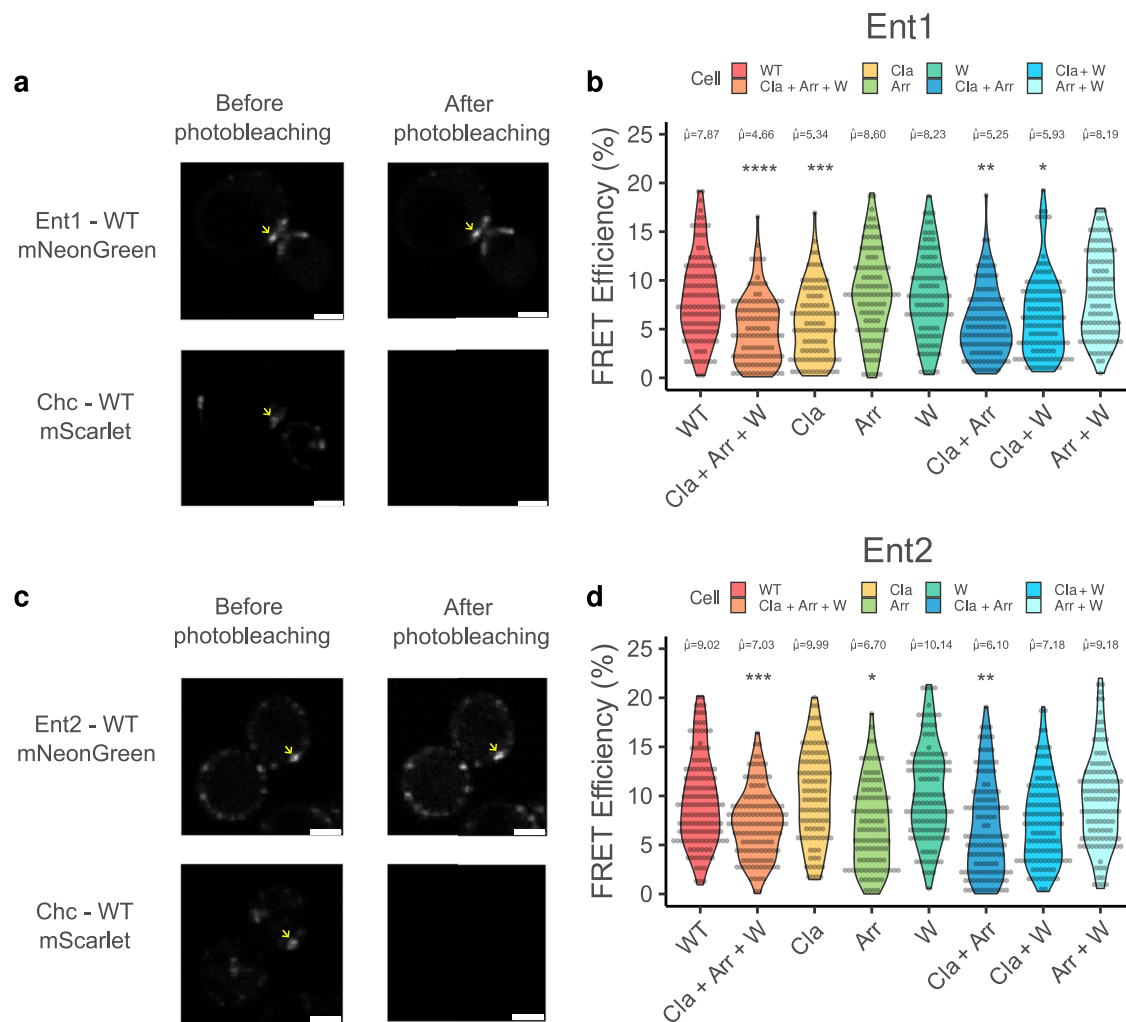 a
Before
photobleaching
After
photobleaching
Ent1 - WT
mNeonGreen
Chc - WT
mScarlet
b
Ent1
Cell
WT
Cla + Arr + W
Cla
Arr
W
Cla + Arr
Cla+ W
Arr + W
μ̂=7.87
μ̂=4.66
μ̂=5.34
μ̂=8.60
μ̂=8.23
μ̂=5.25
μ̂=5.93
μ̂=8.19
****
***
**
*
FRET Efficiency (%)
25
20
15
10
5
0
WT
Cla + Arr + W
Cla
Arr
W
Cla + Arr
Cla + W
Arr + W
c
Before
photobleaching
After
photobleaching
Ent2 - WT
mNeonGreen
Chc - WT
mScarlet
d
Ent2
Cell
WT
Cla + Arr + W
Cla
Arr
W
Cla + Arr
Cla+ W
Arr + W
μ̂=9.02
μ̂=7.03
μ̂=9.99
μ̂=6.70
μ̂=10.14
μ̂=6.10
μ̂=7.18
μ̂=9.18
***
*
**
FRET Efficiency (%)
25
20
15
10
5
0
WT
Cla + Arr + W
Cla
Arr
W
Cla + Arr
Cla + W
Arr + W